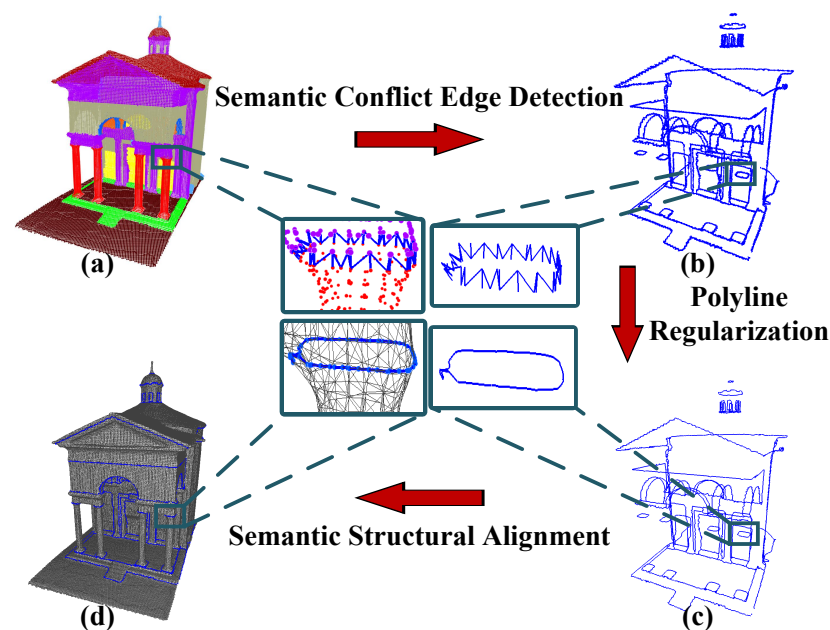 Semantic Conflict Edge Detection
(a)
(b)
Polyline
Regularization
Semantic Structural Alignment
(d)
(c)